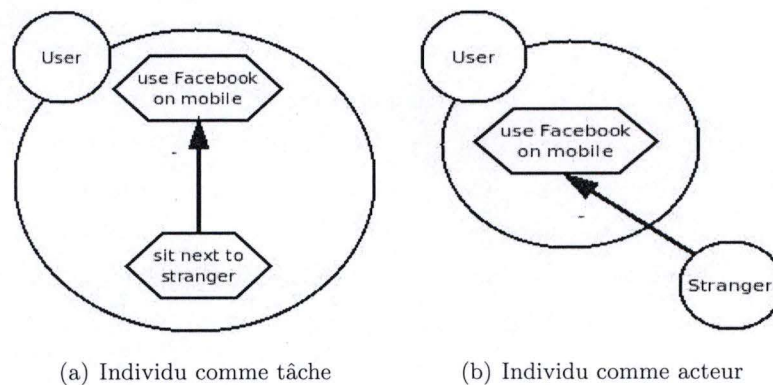 User
use Facebook
on mobile
sit next to
stranger
(a) Individu comme tâche
User
use Facebook
on mobile
Stranger
(b) Individu comme acteur